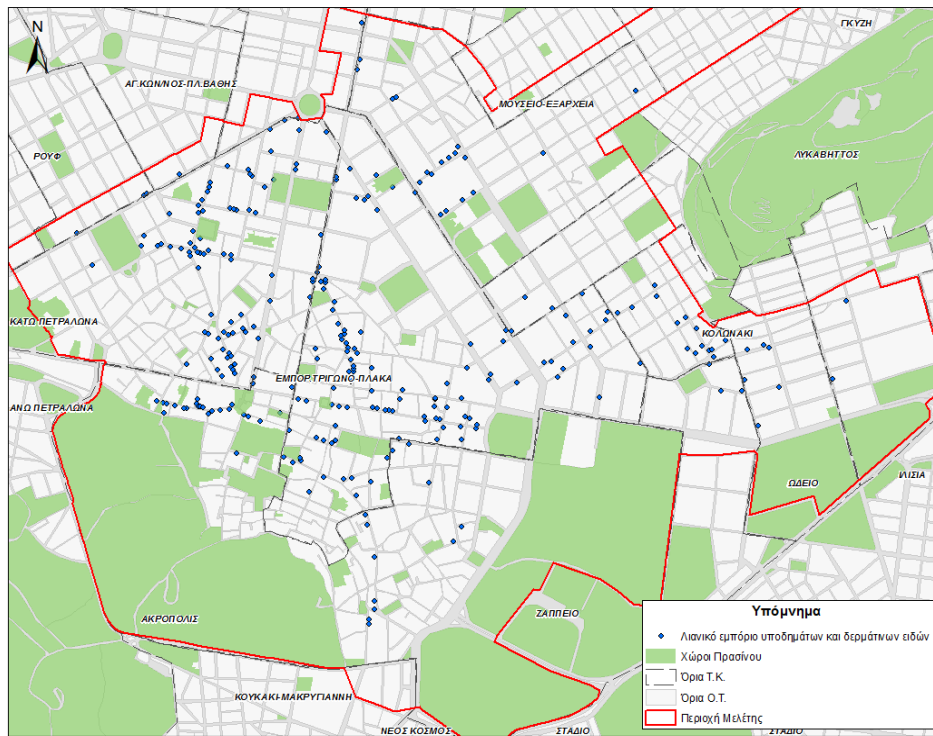 N
ΓΚΥΖΗ
ΑΓ.ΚΩΝ/ΝΟΣ-ΠΛ.ΒΑΘΗΣ
ΜΟΥΣΕΙΟ-ΕΞΑΡΧΕΙΑ
ΡΟΥΦ
ΛΥΚΑΒΗΤΤΟΣ
ΚΑΤΩ ΠΕΤΡΑΛΩΝΑ
ΚΟΛΩΝΑΚΙ
ΕΜΠΟΡ.ΤΡΙΓΩΝΟ-ΠΛΑΚΑ
ΑΝΩ ΠΕΤΡΑΛΩΝΑ
ΙΛΙΣΙΑ
ΩΔΕΙΟ
ΑΚΡΟΠΟΛΙΣ
ΖΑΠΠΕΙΟ
ΚΟΥΚΑΚΙ-ΜΑΚΡΥΓΙΑΝΝΗ
ΝΕΟΣ ΚΟΣΜΟΣ
ΣΤΑΔΙΟ
ΣΤΑΔΙΟ
Υπόμνημα
Λιανικό εμπόριο υποδημάτων και δερμάτινων ειδών
Χώροι Πρασίνου
Όρια Τ.Κ.
Όρια Ο.Τ.
Περιοχή Μελέτης